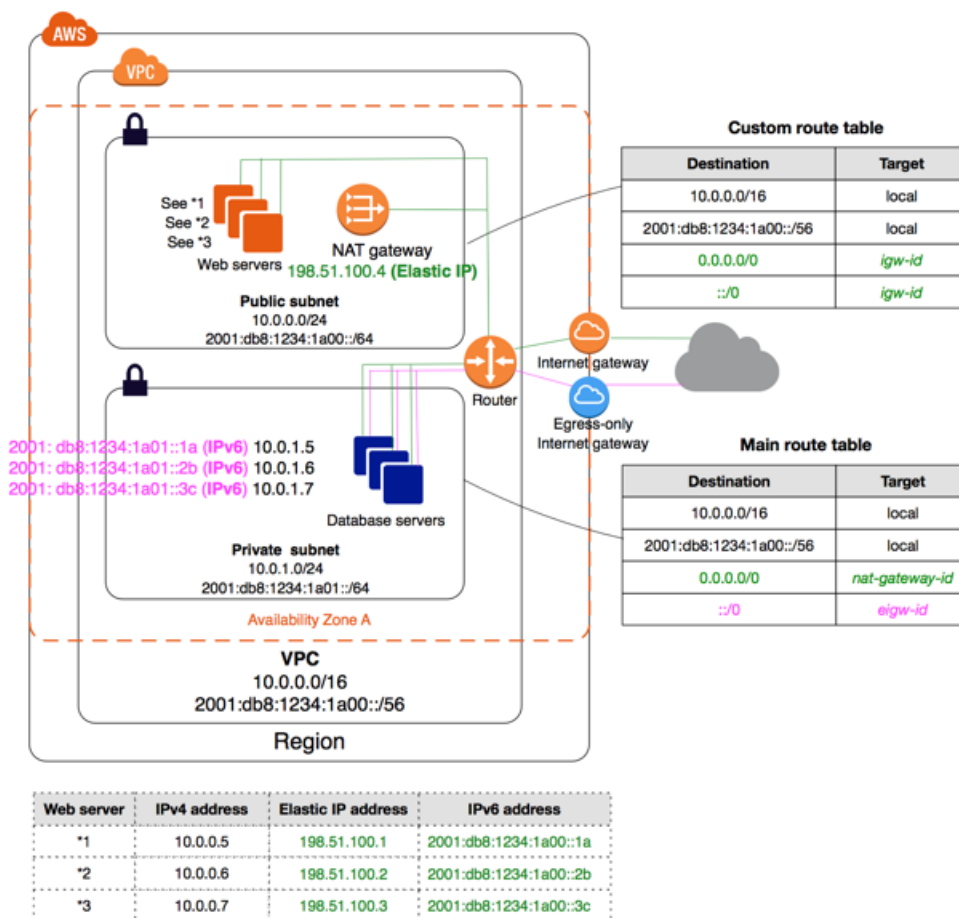 AWS
VPC
See *1
See *2
See *3
Web servers
NAT gateway
198.51.100.4 (Elastic IP)
Public subnet
10.0.0.0/24
2001:db8:1234:1a00::/64
Router
Internet gateway
Egress-only
Internet gateway
2001: db8:1234:1a01::1a (IPv6) 10.0.1.5
2001: db8:1234:1a01::2b (IPv6) 10.0.1.6
2001: db8:1234:1a01::3c (IPv6) 10.0.1.7
Database servers
Private subnet
10.0.1.0/24
2001:db8:1234:1a01::/64
Availability Zone A
VPC
10.0.0.0/16
2001:db8:1234:1a00::/56
Region
Custom route table
Destination Target
10.0.0.0/16 local
2001:db8:1234:1a00::/56 local
0.0.0.0/0 igw-id
::/0 igw-id
Main route table
Destination Target
10.0.0.0/16 local
2001:db8:1234:1a00::/56 local
0.0.0.0/0 nat-gateway-id
::/0 eigw-id
Web server IPv4 address Elastic IP address IPv6 address
*1 10.0.0.5 198.51.100.1 2001:db8:1234:1a00::1a
*2 10.0.0.6 198.51.100.2 2001:db8:1234:1a00::2b
*3 10.0.0.7 198.51.100.3 2001:db8:1234:1a00::3c